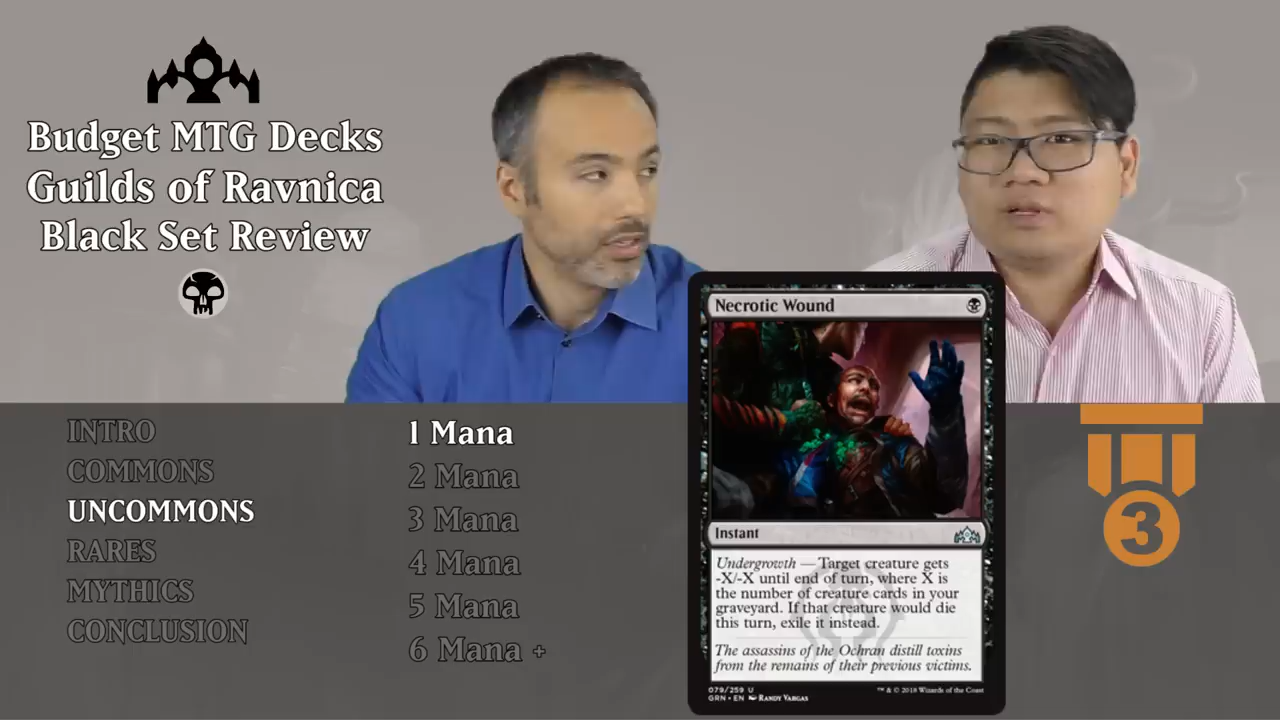 Budget MTG Decks
Guilds of Ravnica
Black Set Review
INTRO
COMMONS
UNCOMMONS
RARES
MYTHICS
CONCLUSION
1 Mana
2 Mana
3 Mana
4 Mana
5 Mana
6 Mana +
Necrotic Wound
Instant
Undergrowth — Target creature gets
-X/-X until end of turn, where X is
the number of creature cards in your
graveyard. If that creature would die
this turn, exile it instead.
The assassins of the Ochran distill toxins
from the remains of their previous victims.
079/259 U
GRN • EN RANDY VARGAS
™ & © 2018 Wizards of the Coast
3